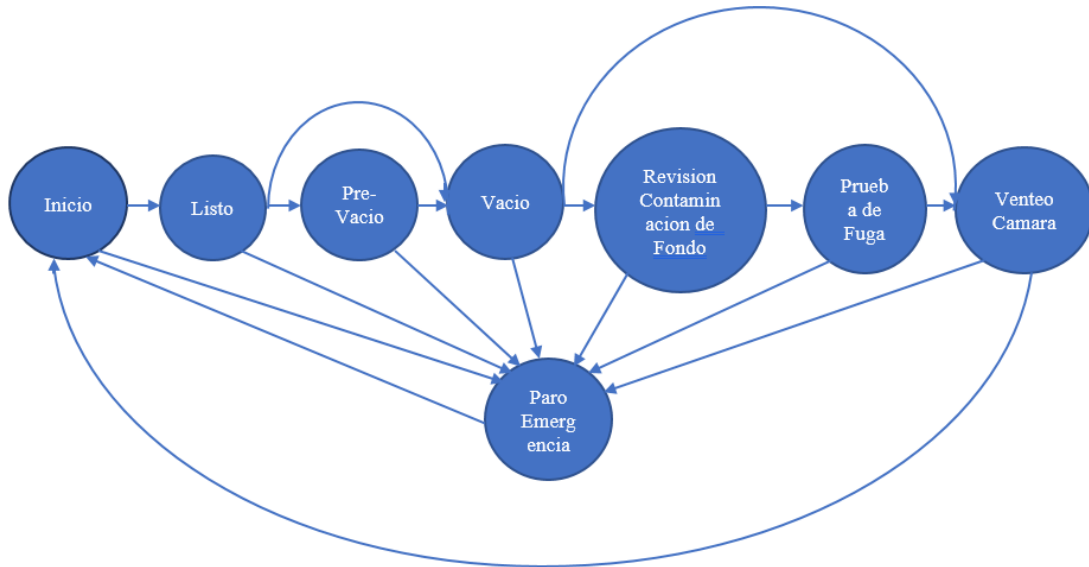 Inicio
Listo
Pre-
Vacio
Vacio
Revision
Contamin
acion de
Fondo
Prueb
a de
Fuga
Venteo
Camara
Paro
Emerg
encia